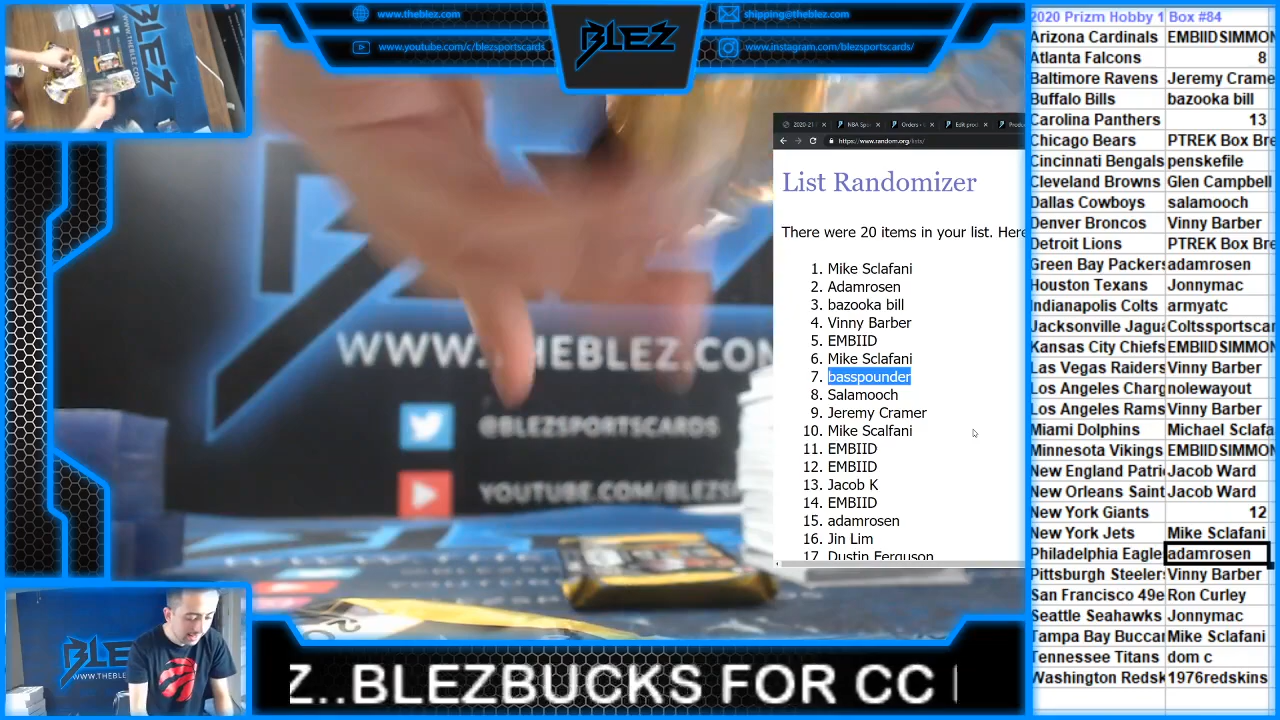 www.theblez.com
shipping@theblez.com
www.youtube.com/c/blezsportscards
www.instagram.com/blezsportscards/
BLEZ
WWW.THEBLEZ.COM
@BLEZSPORTSCARDS
YOUTUBE.COM/BLEZS
https://www.random.org/lists/
List Randomizer
There were 20 items in your list. Here
1. Mike Sclafani
2. Adamrosen
3. bazooka bill
4. Vinny Barber
5. EMBIID
6. Mike Sclafani
7. basspounder
8. Salamooch
9. Jeremy Cramer
10. Mike Scalfani
11. EMBIID
12. EMBIID
13. Jacob K
14. EMBIID
15. adamrosen
16. Jin Lim
17. Dustin Ferguson
2020 Prizm Hobby 1 Box #84
Arizona Cardinals EMBIIDSIMMON
Atlanta Falcons 8
Baltimore Ravens Jeremy Crame
Buffalo Bills bazooka bill
Carolina Panthers 13
Chicago Bears PTREK Box Bre
Cincinnati Bengals penskefile
Cleveland Browns Glen Campbell
Dallas Cowboys salamooch
Denver Broncos Vinny Barber
Detroit Lions PTREK Box Bre
Green Bay Packers adamrosen
Houston Texans Jonnymac
Indianapolis Colts armyatc
Jacksonville Jagua Coltssportscar
Kansas City Chiefs EMBIIDSIMMON
Las Vegas Raiders Vinny Barber
Los Angeles Charg nolewayout
Los Angeles Rams Vinny Barber
Miami Dolphins Michael Sclafa
Minnesota Vikings EMBIIDSIMMON
New England Patri Jacob Ward
New Orleans Saint Jacob Ward
New York Giants 12
New York Jets Mike Sclafani
Philadelphia Eagle adamrosen
Pittsburgh Steelers Vinny Barber
San Francisco 49e Ron Curley
Seattle Seahawks Jonnymac
Tampa Bay Buccan Mike Sclafani
Tennessee Titans dom c
Washington Redsk 1976redskins
Z..BLEZBUCKS FOR CC